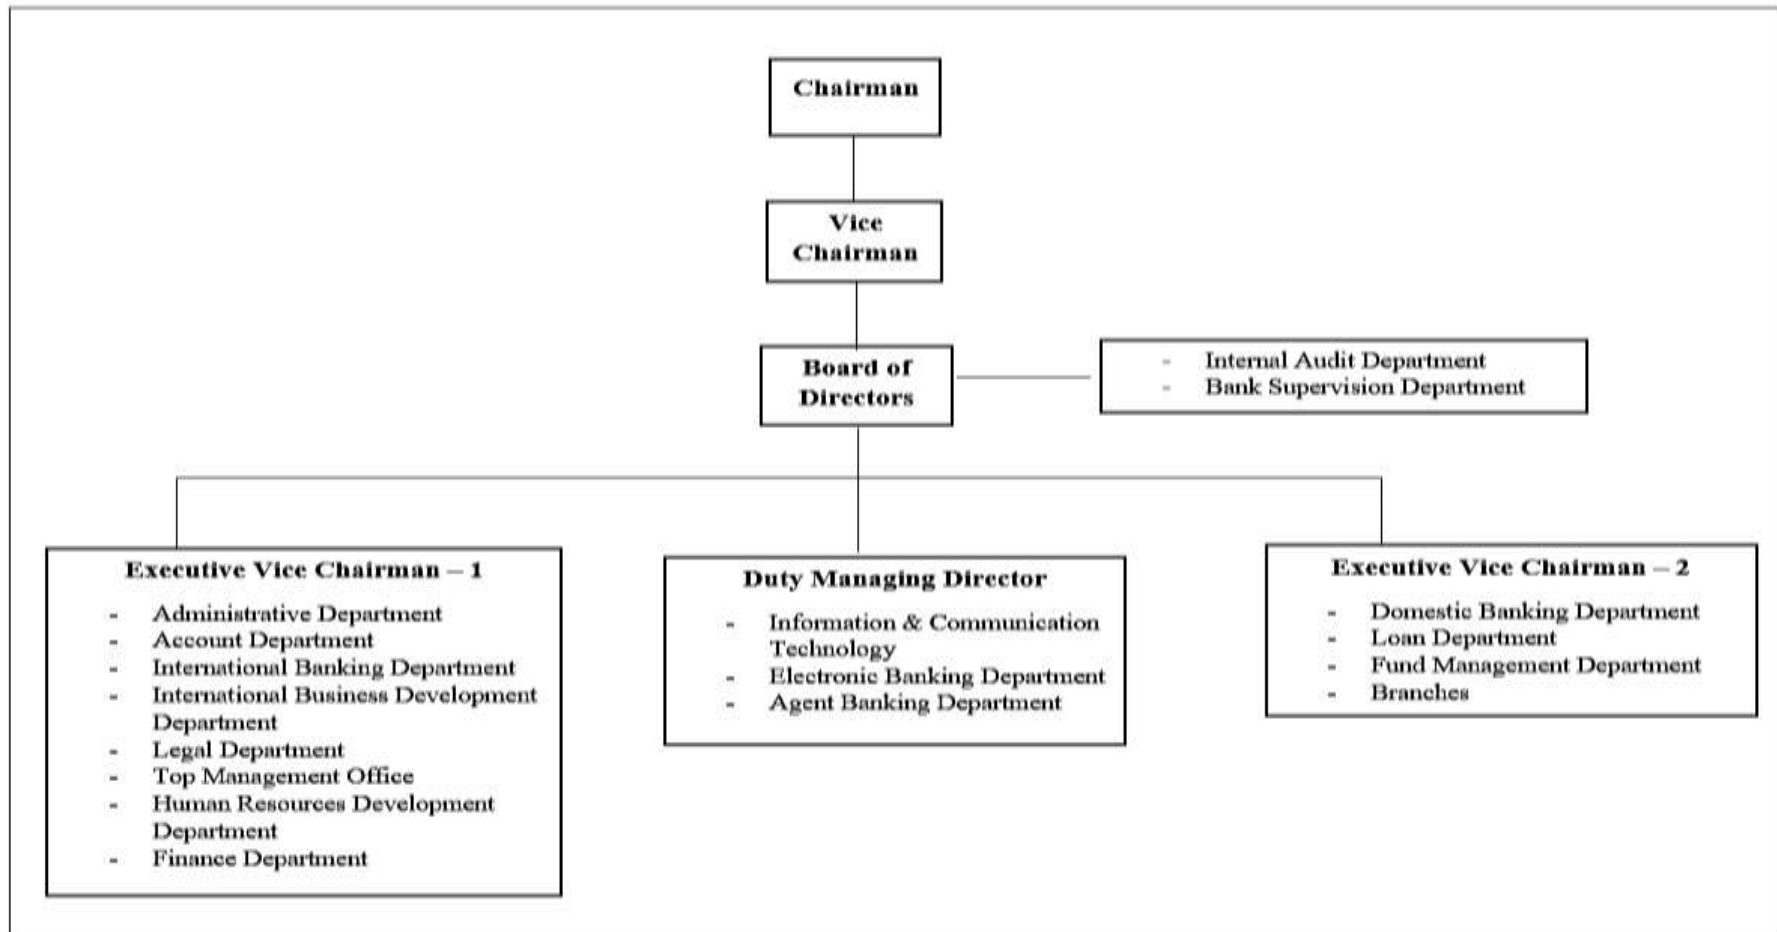 Chairman
Vice
Chairman
Board of
Directors
- Internal Audit Department
- Bank Supervision Department
Executive Vice Chairman – 1
- Administrative Department
- Account Department
- International Banking Department
- International Business Development
Department
- Legal Department
- Top Management Office
- Human Resources Development
Department
- Finance Department
Duty Managing Director
- Information & Communication
Technology
- Electronic Banking Department
- Agent Banking Department
Executive Vice Chairman – 2
- Domestic Banking Department
- Loan Department
- Fund Management Department
- Branches